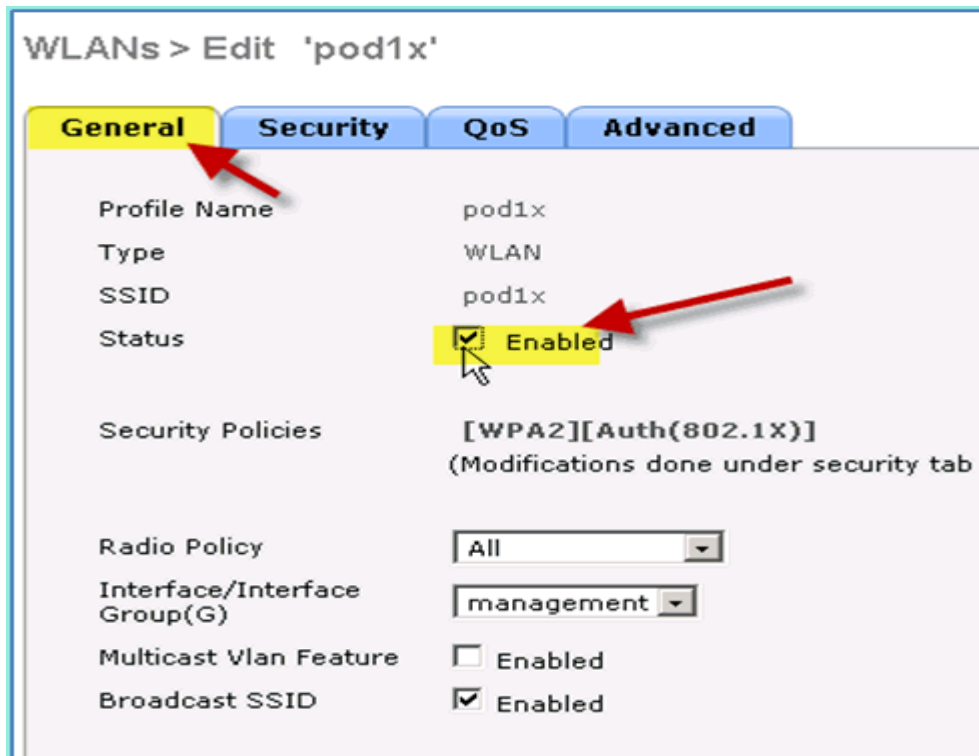 WLANs > Edit 'pod1x'
General Security QoS Advanced
Profile Name pod1x
Type WLAN
SSID pod1x
Status Enabled
Security Policies [WPA2][Auth(802.1X)]
(Modifications done under security tab
Radio Policy All
Interface/Interface
Group(G) management
Multicast Vlan Feature Enabled
Broadcast SSID Enabled